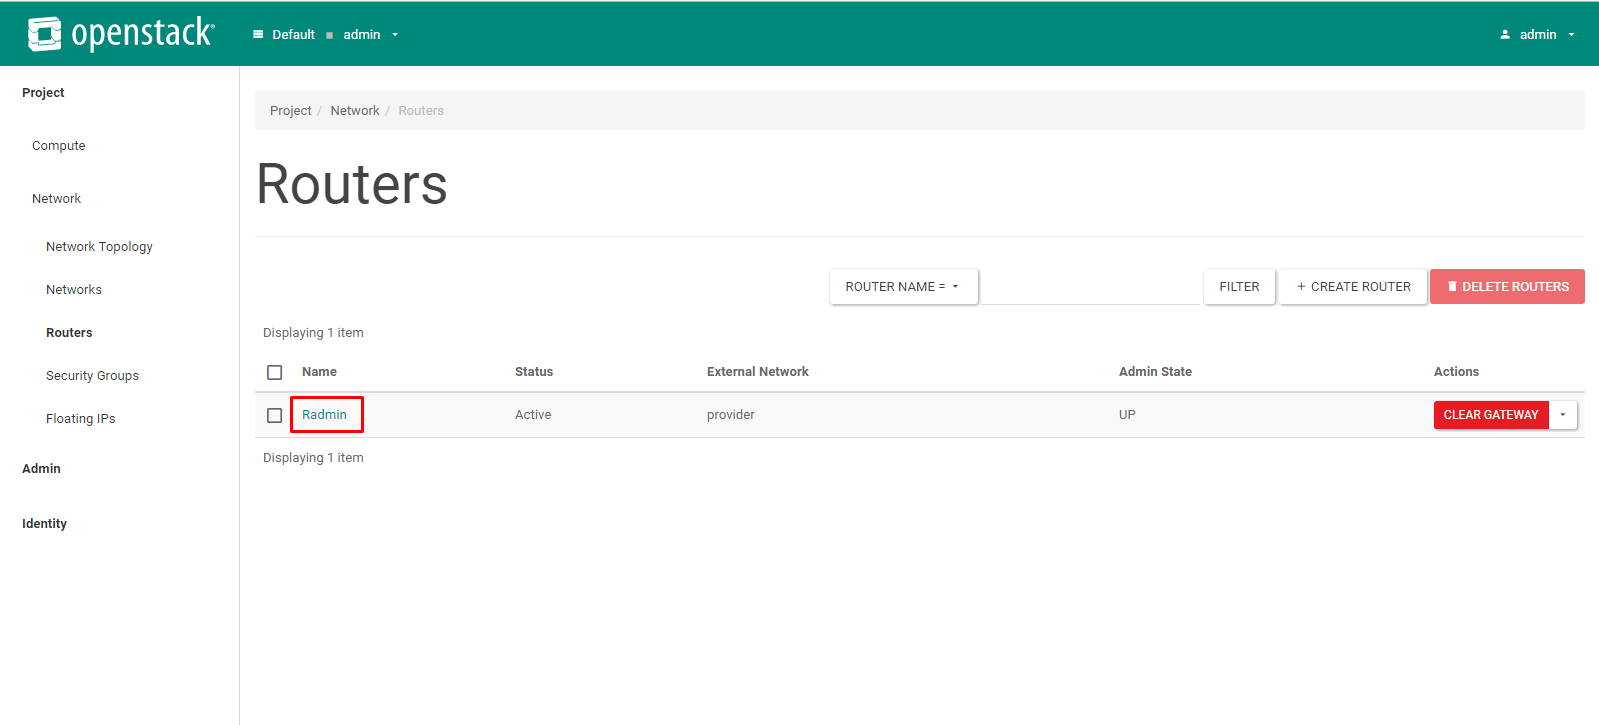 openstack® Default admin admin
Project
Compute
Network
Network Topology
Networks
Routers
Security Groups
Floating IPs
Admin
Identity
Project / Network / Routers
Routers
ROUTER NAME = FILTER + CREATE ROUTER DELETE ROUTERS
Displaying 1 item
Name Status External Network Admin State Actions
Radmin Active provider UP CLEAR GATEWAY
Displaying 1 item